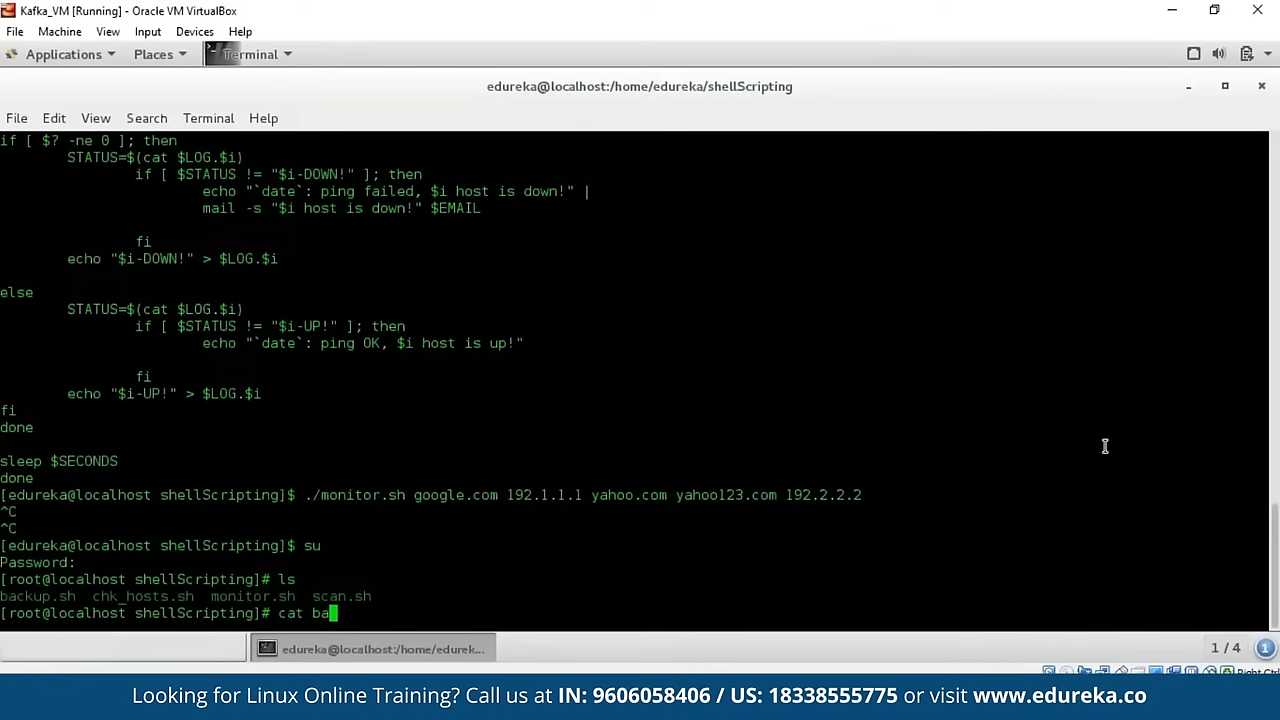 Kafka_VM [Running] - Oracle VM VirtualBox
File Machine View Input Devices Help
Applications Places Terminal
edureka@localhost:/home/edureka/shellScripting
File Edit View Search Terminal Help
if [ $? -ne 0 ]; then
STATUS=$(cat $LOG.$i)
if [ $STATUS != "$i-DOWN!" ]; then
echo "`date`: ping failed, $i host is down!" |
mail -s "$i host is down!" $EMAIL
fi
echo "$i-DOWN!" > $LOG.$i
else
STATUS=$(cat $LOG.$i)
if [ $STATUS != "$i-UP!" ]; then
echo "`date`: ping OK, $i host is up!"
fi
echo "$i-UP!" > $LOG.$i
fi
done
sleep $SECONDS
done
[edureka@localhost shellScripting]$ ./monitor.sh google.com 192.1.1.1 yahoo.com yahoo123.com 192.2.2.2
^C
^C
[edureka@localhost shellScripting]$ su
Password:
[root@localhost shellScripting]# ls
backup.sh chk_hosts.sh monitor.sh scan.sh
[root@localhost shellScripting]# cat ba
edureka@localhost:/home/edurek... 1 / 4 1
Right Ctrl
Looking for Linux Online Training? Call us at IN: 9606058406 / US: 18338555775 or visit www.edureka.co